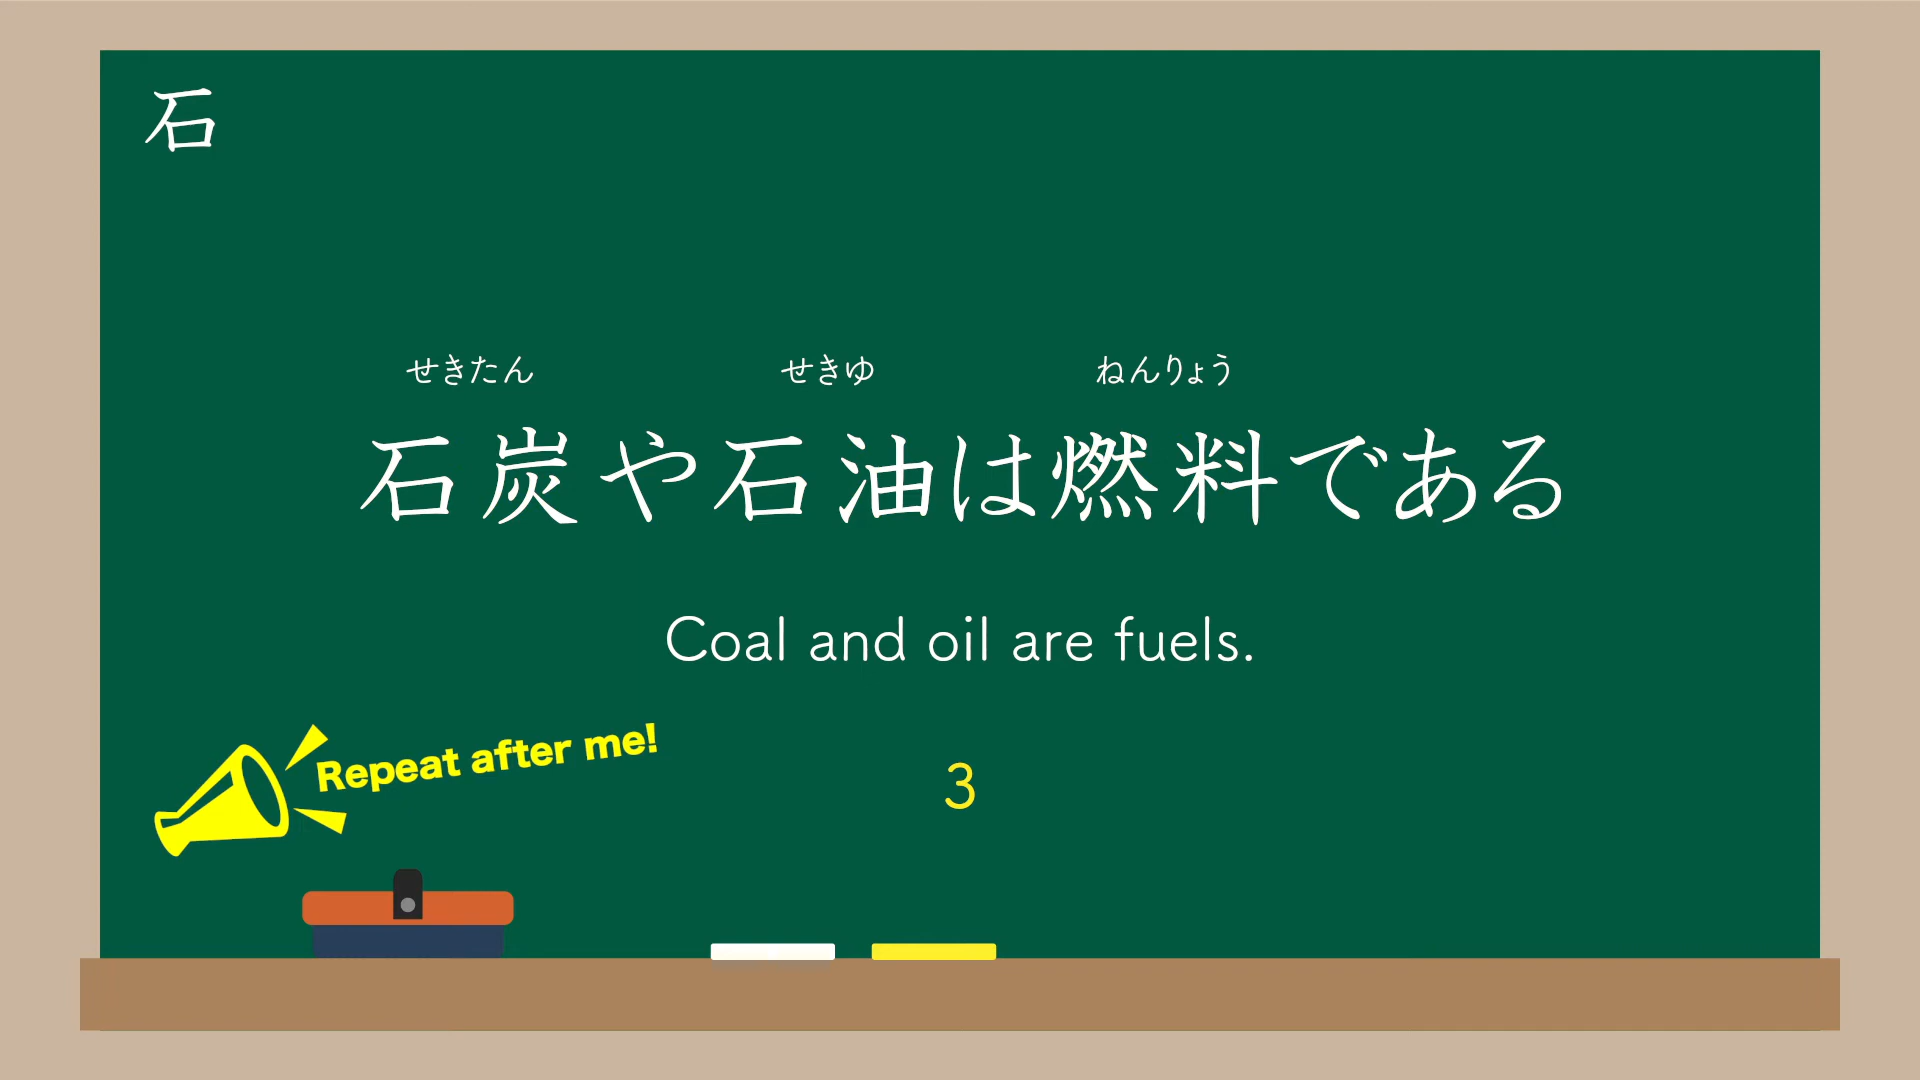 石
せきたん せきゆ ねんりょう
石炭や石油は燃料である
Coal and oil are fuels.
Repeat after me!
3